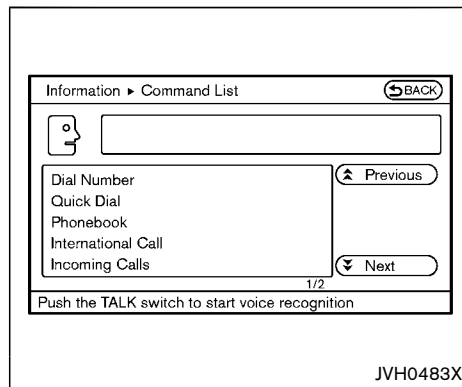 Information ► Command List
BACK
Previous
Dial Number
Quick Dial
Phonebook
International Call
Incoming Calls
Next
1/2
Push the TALK switch to start voice recognition
JVH0483X